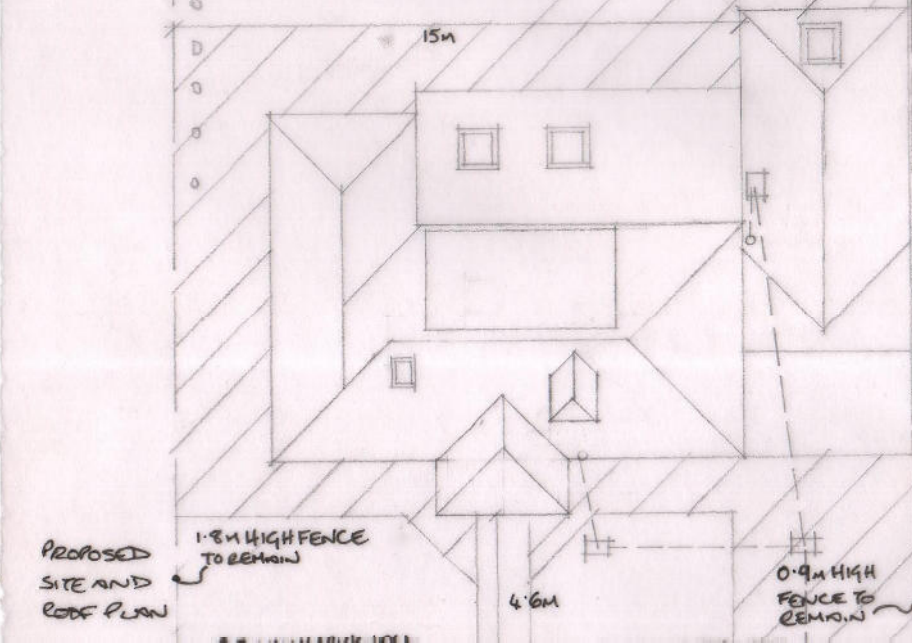 15M
1.8M HIGH FENCE
TO REMAIN
PROPOSED
SITE AND
ROOF PLAN
4.6M
0.9M HIGH
FENCE TO
REMAIN